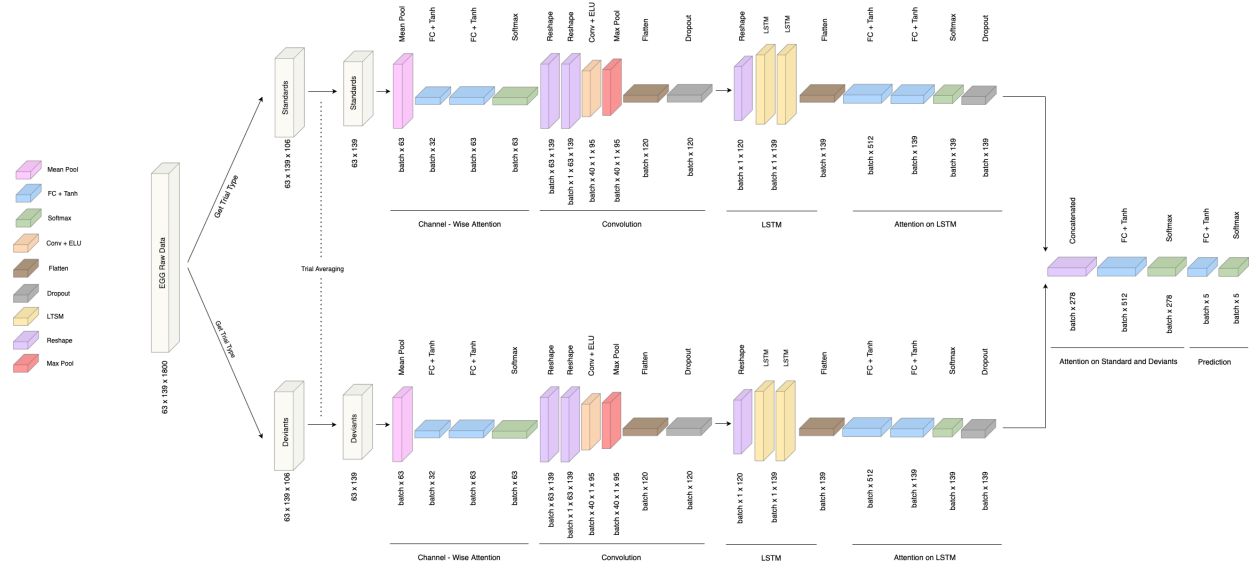 Mean Pool
FC + Tanh
Softmax
Conv + ELU
Flatten
Dropout
LTSM
Reshape
Max Pool
EGG Raw Data
63 x 139 x 1800
Get Trial Type
Get Trial Type
Trial Averaging
Standards
63 x 139 x 106
Standards
63 x 139
Mean Pool
FC + Tanh
FC + Tanh
Softmax
batch x 63
batch x 32
batch x 63
batch x 63
Channel - Wise Attention
Reshape
Reshape
Conv + ELU
Max Pool
Flatten
Dropout
batch x 63 x 139
batch x 1 x 63 x 139
batch x 40 x 1 x 95
batch x 40 x 1 x 95
batch x 120
batch x 120
Convolution
Reshape
LSTM
LSTM
Flatten
batch x 1 x 120
batch x 1 x 139
batch x 139
LSTM
FC + Tanh
FC + Tanh
Softmax
Dropout
batch x 512
batch x 139
batch x 139
batch x 139
Attention on LSTM
Deviants
63 x 139 x 106
Deviants
63 x 139
Mean Pool
FC + Tanh
FC + Tanh
Softmax
batch x 63
batch x 32
batch x 63
batch x 63
Channel - Wise Attention
Reshape
Reshape
Conv + ELU
Max Pool
Flatten
Dropout
batch x 63 x 139
batch x 1 x 63 x 139
batch x 40 x 1 x 95
batch x 40 x 1 x 95
batch x 120
batch x 120
Convolution
Reshape
LSTM
LSTM
Flatten
batch x 1 x 120
batch x 1 x 139
batch x 139
LSTM
FC + Tanh
FC + Tanh
Softmax
Dropout
batch x 512
batch x 139
batch x 139
batch x 139
Attention on LSTM
Concatenated
FC + Tanh
Softmax
FC + Tanh
Softmax
batch x 278
batch x 512
batch x 278
batch x 5
batch x 5
Attention on Standard and Deviants
Prediction